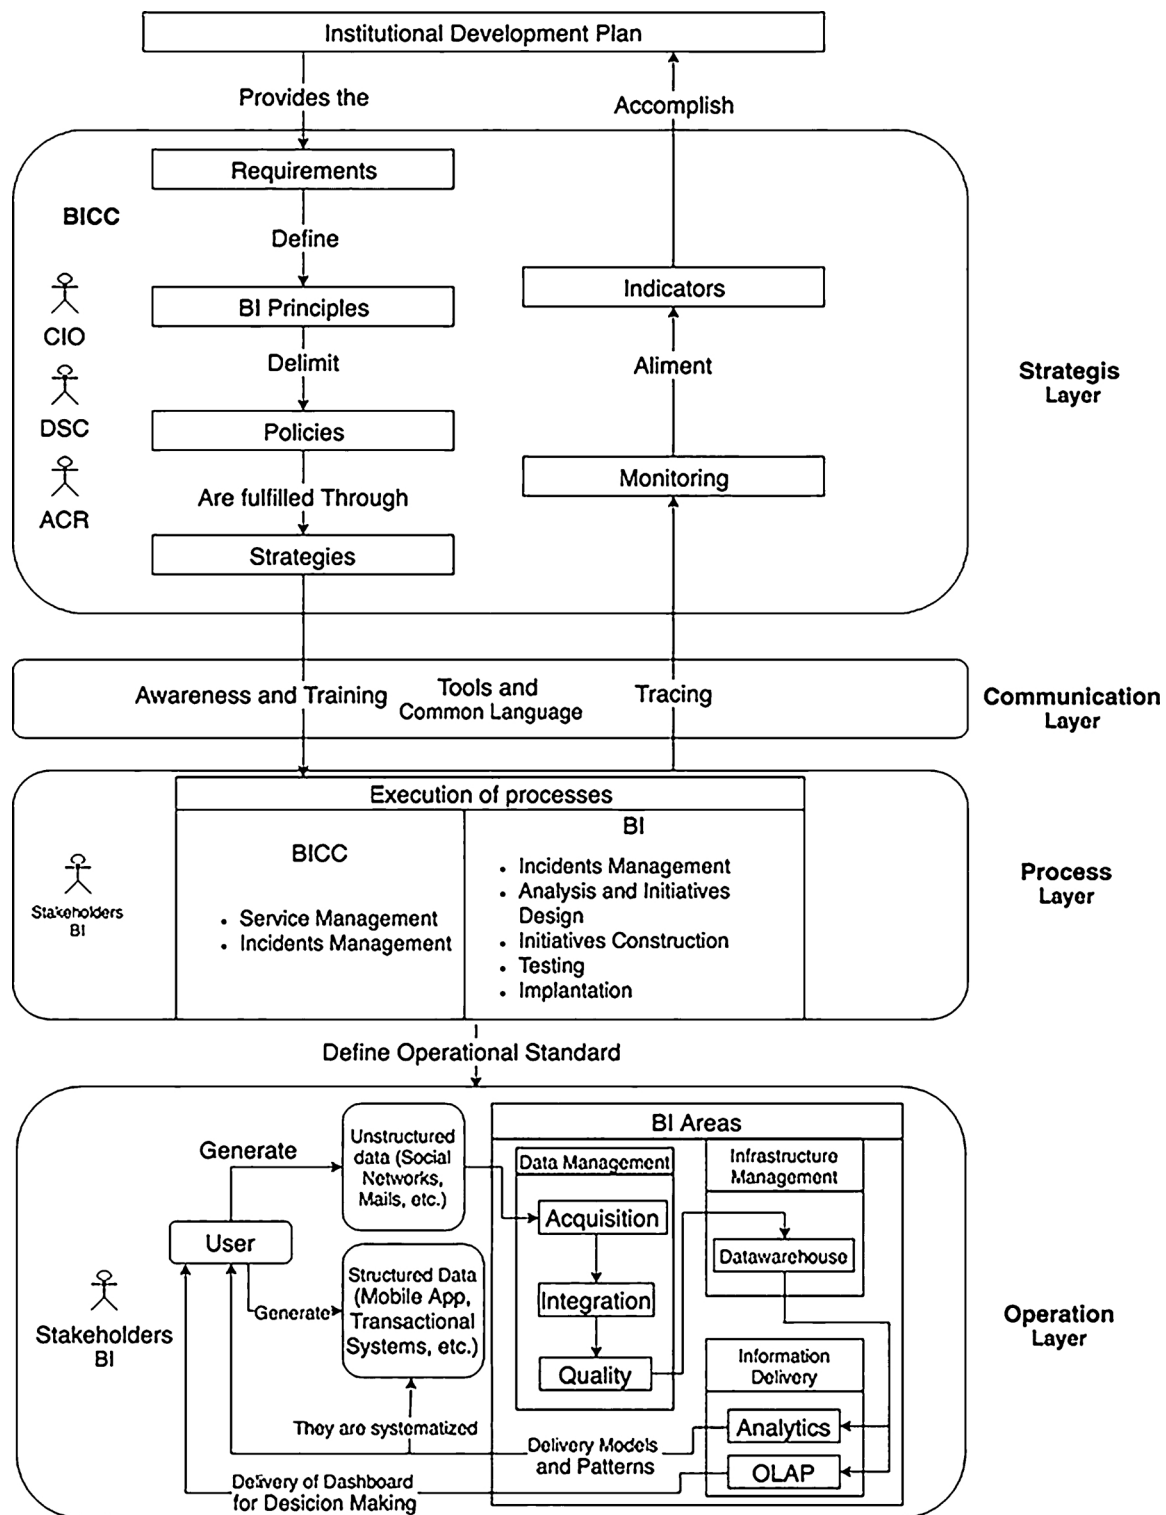 Institutional Development Plan
Provides the
Accomplish
Requirements
BICC
Define
CIO
BI Principles
Indicators
Delimit
Aliment
Strategis
Layer
DSC
Policies
Monitoring
ACR
Are fulfilled Through
Strategies
Awareness and Training
Tools and
Common Language
Tracing
Communication
Layer
Execution of processes
BICC
• Service Management
• Incidents Management
BI
• Incidents Management
• Analysis and Initiatives
Design
• Initiatives Construction
• Testing
• Implantation
Stakeholders
BI
Process
Layer
Define Operational Standard
Generate
Unstructured
data (Social
Networks,
Mails, etc.)
User
Generate
Structured Data
(Mobile App,
Transactional
Systems, etc.)
Stakeholders
BI
BI Areas
Data Management
Acquisition
Integration
Quality
Infrastructure
Management
Datawarehouse
Information
Delivery
Analytics
OLAP
Operation
Layer
They are systematized
Delivery Models
and Patterns
Delivery of Dashboard
for Desicion Making